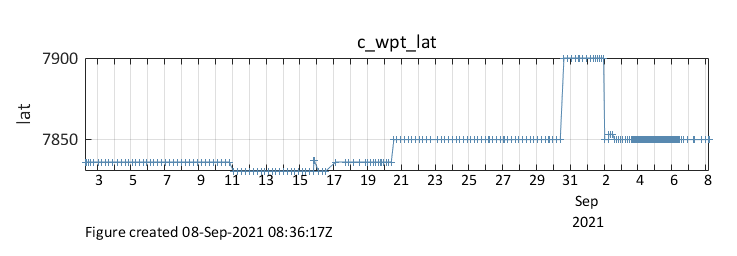 c_wpt_lat
7900
7850
lat
3 5 7 9 11 13 15 17 19 21 23 25 27 29 31 2 4 6 8
Sep
2021
Figure created 08-Sep-2021 08:36:17Z